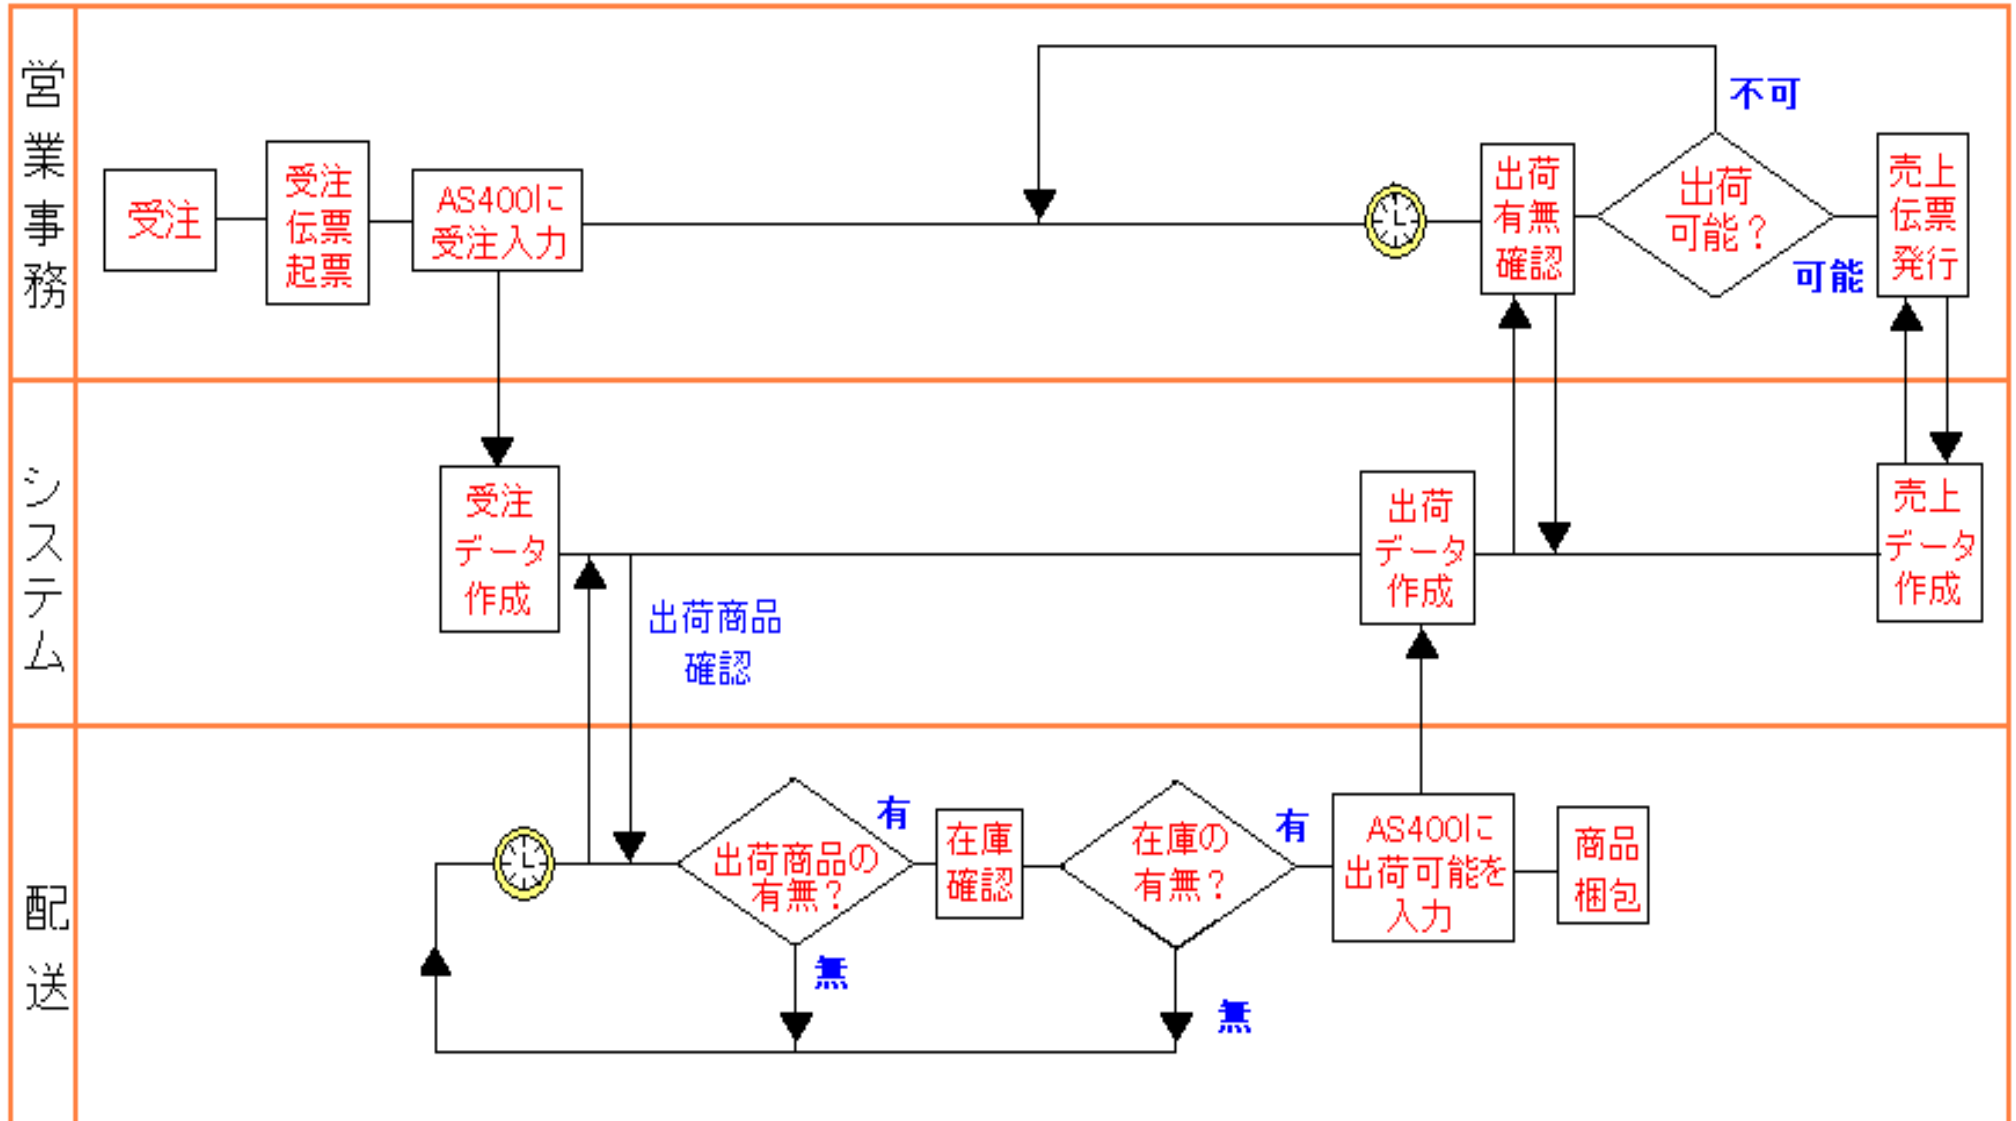 営業事務
受注
受注
伝票
起票
AS400に
受注入力
出荷
有無
確認
出荷
可能？
不可
可能
売上
伝票
発行
システム
受注
データ
作成
出荷商品
確認
出荷
データ
作成
売上
データ
作成
配送
出荷商品の
有無？
有
無
在庫
確認
在庫の
有無？
有
無
AS400に
出荷可能を
入力
商品
梱包